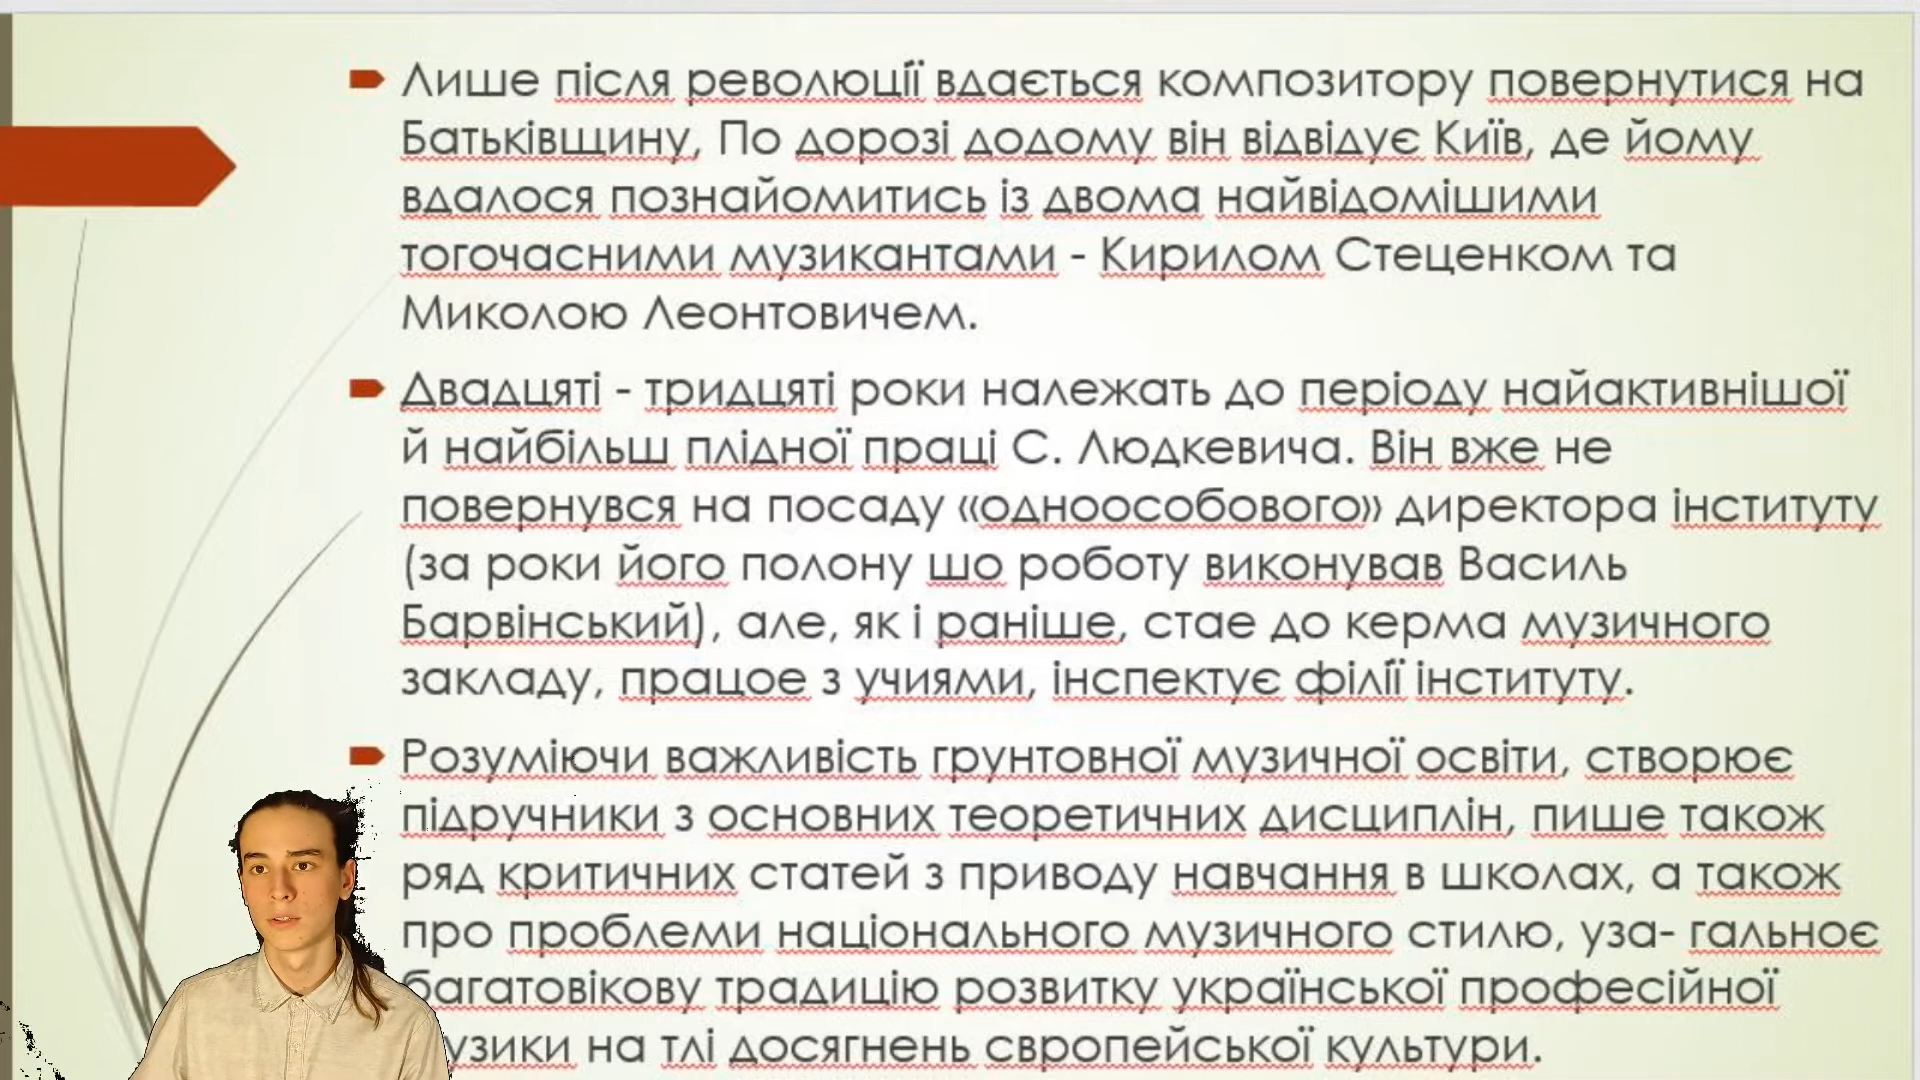 Лише після революції вдається композитору повернутися на
Батьківщину, По дорозі додому він відвідує Київ, де йому
вдалося познайомитись із двома найвідомішими
тогочасними музикантами - Кирилом Стеценком та
Миколою Леонтовичем.
Двадцяті - тридцяті роки належать до періоду найактивнішої
й найбільш плідної праці С. Людкевича. Він вже не
повернувся на посаду «одноособового» директора інституту
(за роки його полону шо роботу виконував Василь
Барвінський), але, як і раніше, стае до керма музичного
закладу, працое з учиями, інспектує філії інституту.
Розуміючи важливість грунтовної музичної освіти, створює
підручники з основних теоретичних дисциплін, пише також
ряд критичних статей з приводу навчання в школах, а також
про проблеми національного музичного стилю, уза- гальноє
багатовікову традицію розвитку української професійної
узики на тлі досягнень європейської культури.